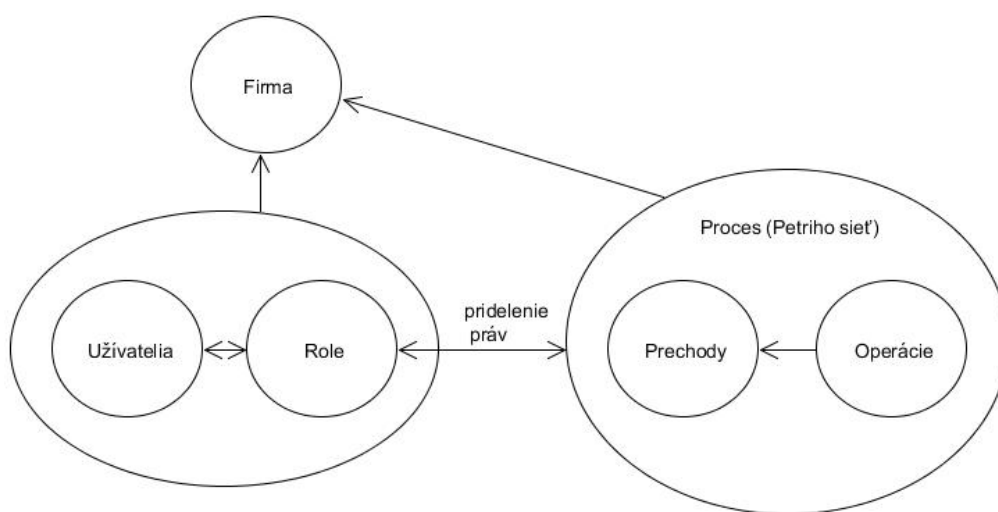 Firma
Proces (Petriho sieť)
pridelenie
práv
Užívatelia
Role
Prechody
Operácie